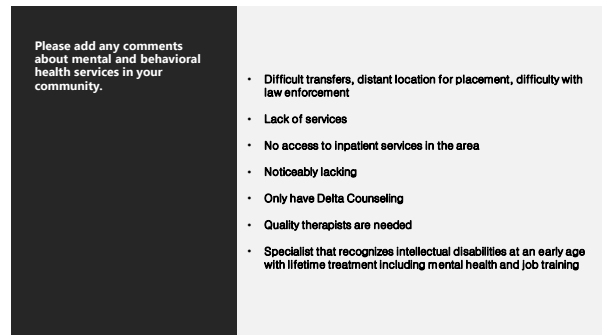 Please add any comments
about mental and behavioral
health services in your
community.
• Difficult transfers, distant location for placement, difficulty with
law enforcement
• Lack of services
• No access to inpatient services in the area
• Noticeably lacking
• Only have Delta Counseling
• Quality therapists are needed
• Specialist that recognizes intellectual disabilities at an early age
with lifetime treatment including mental health and job training